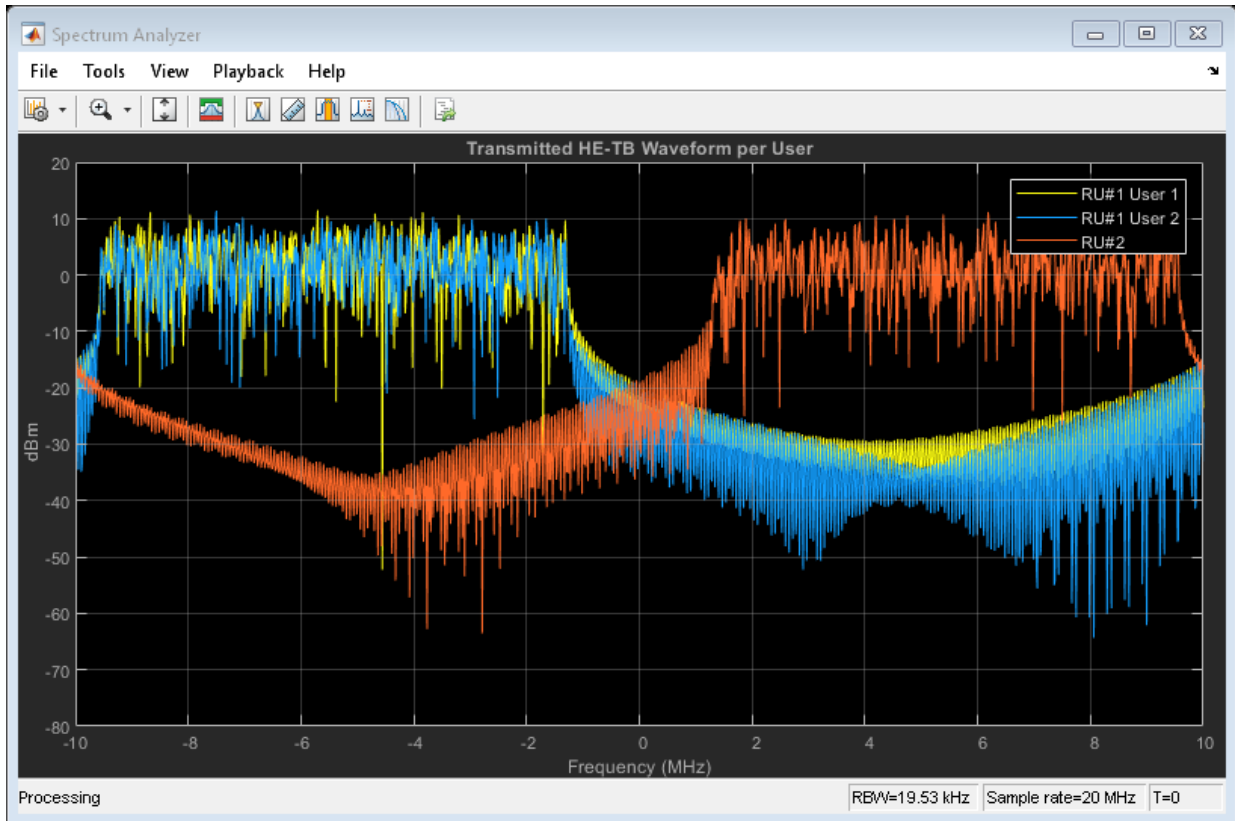 Spectrum Analyzer
File Tools View Playback Help
Transmitted HE-TB Waveform per User
RU#1 User 1
RU#1 User 2
RU#2
20
10
0
-10
-20
-30
-40
-50
-60
-70
-80
dBm
-10 -8 -6 -4 -2 0 2 4 6 8 10
Frequency (MHz)
Processing RBW=19.53 kHz Sample rate=20 MHz T=0